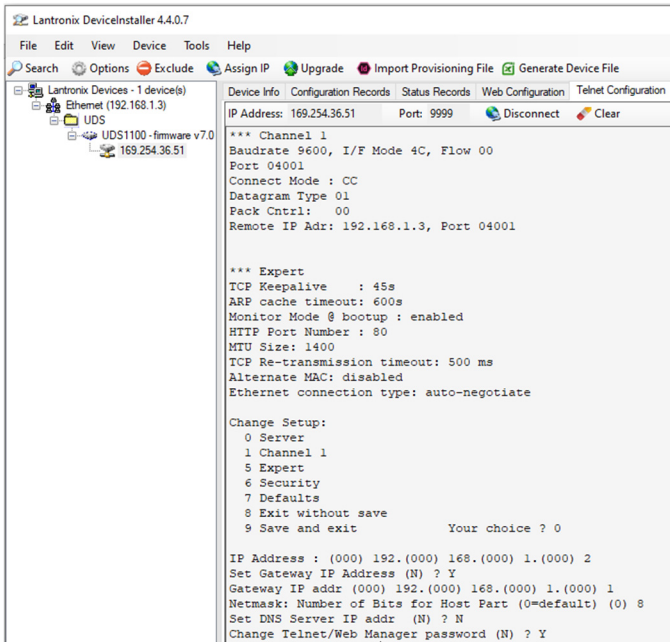 Lantronix DeviceInstaller 4.4.0.7
File Edit View Device Tools Help
Search Options Exclude Assign IP Upgrade Import Provisioning File Generate Device File
Lantronix Devices - 1 device(s)
Ethernet (192.168.1.3)
UDS
UDS1100 - firmware v7.0
169.254.36.51
Device Info Configuration Records Status Records Web Configuration Telnet Configuration
IP Address: 169.254.36.51 Port: 9999 Disconnect Clear
*** Channel 1
Baudrate 9600, I/F Mode 4C, Flow 00
Port 04001
Connect Mode : CC
Datagram Type 01
Pack Cntrl: 00
Remote IP Adr: 192.168.1.3, Port 04001
*** Expert
TCP Keepalive : 45s
ARP cache timeout: 600s
Monitor Mode @ bootup : enabled
HTTP Port Number : 80
MTU Size: 1400
TCP Re-transmission timeout: 500 ms
Alternate MAC: disabled
Ethernet connection type: auto-negotiate
Change Setup:
0 Server
1 Channel 1
5 Expert
6 Security
7 Defaults
8 Exit without save
9 Save and exit Your choice ? 0
IP Address : (000) 192.(000) 168.(000) 1.(000) 2
Set Gateway IP Address (N) ? Y
Gateway IP addr (000) 192.(000) 168.(000) 1.(000) 1
Netmask: Number of Bits for Host Part (0=default) (0) 8
Set DNS Server IP addr (N) ? N
Change Telnet/Web Manager password (N) ? Y